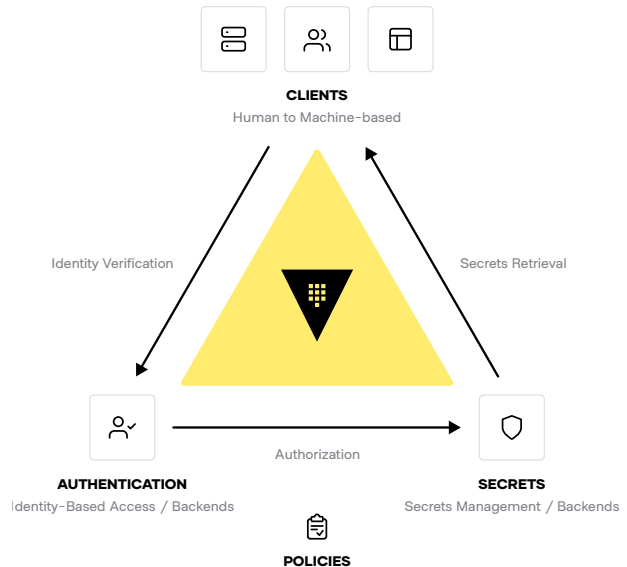 CLIENTS
Human to Machine-based
Identity Verification
Secrets Retrieval
Authorization
AUTHENTICATION
Identity-Based Access / Backends
SECRETS
Secrets Management / Backends
POLICIES